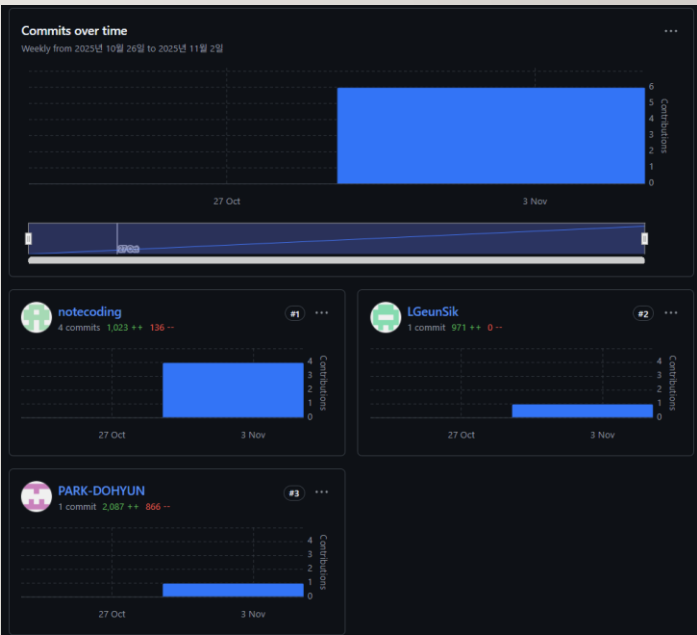 Commits over time
Weekly from 2025년 10월 26일 to 2025년 11월 2일
6
5
4
3
2
1
0
Contributions
27 Oct
3 Nov
notecoding
#1
4 commits 1,023 ++ 136 --
4
3
2
1
0
Contributions
27 Oct
3 Nov
LGeunSik
#2
1 commit 971 ++ 0 --
4
3
2
1
0
Contributions
27 Oct
3 Nov
PARK-DOHYUN
#3
1 commit 2,087 ++ 866 --
4
3
2
1
0
Contributions
27 Oct
3 Nov